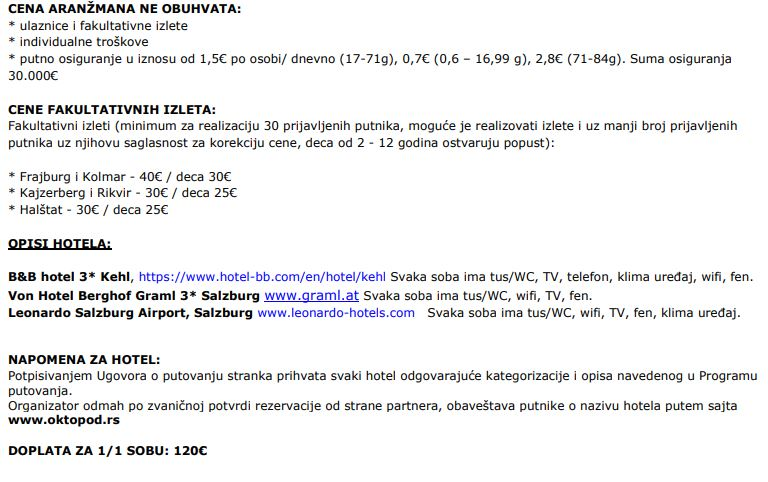 CENA ARANŽMANA NE OBUHVATA:
* ulaznice i fakultativne izlete
* individualne troškove
* putno osiguranje u iznosu od 1,5€ po osobi/ dnevno (17-71g), 0,7€ (0,6 – 16,99 g), 2,8€ (71-84g). Suma osiguranja
30.000€
CENE FAKULTATIVNIH IZLETA:
Fakultativni izleti (minimum za realizaciju 30 prijavljenih putnika, moguće je realizovati izlete i uz manji broj prijavljenih
putnika uz njihovu saglasnost za korekciju cene, deca od 2 - 12 godina ostvaruju popust):
* Frajburg i Kolmar - 40€ / deca 30€
* Kajzerberg i Rikvir - 30€ / deca 25€
* Halštat - 30€ / deca 25€
OPISI HOTELA:
B&B hotel 3* Kehl, https://www.hotel-bb.com/en/hotel/kehl Svaka soba ima tus/WC, TV, telefon, klima uređaj, wifi, fen.
Von Hotel Berghof Graml 3* Salzburg www.graml.at Svaka soba ima tus/WC, wifi, TV, fen.
Leonardo Salzburg Airport, Salzburg www.leonardo-hotels.com Svaka soba ima tus/WC, wifi, TV, fen, klima uređaj.
NAPOMENA ZA HOTEL:
Potpisivanjem Ugovora o putovanju stranka prihvata svaki hotel odgovarajuće kategorizacije i opisa navedenog u Programu
putovanja.
Organizator odmah po zvaničnoj potvrdi rezervacije od strane partnera, obaveštava putnike o nazivu hotela putem sajta
www.oktopod.rs
DOPLATA ZA 1/1 SOBU: 120€